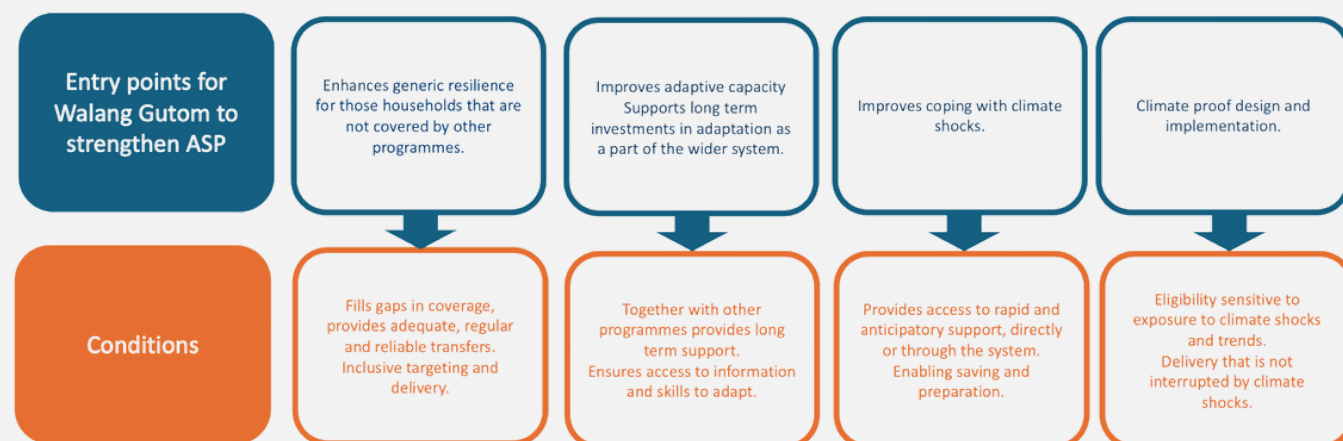 Entry points for
Walang Gutom to
strengthen ASP
Enhances generic resilience
for those households that are
not covered by other
programmes.
Improves adaptive capacity
Supports long term
investments in adaptation as
a part of the wider system.
Improves coping with climate
shocks.
Climate proof design and
implementation.
Conditions
Fills gaps in coverage,
provides adequate, regular
and reliable transfers.
Inclusive targeting and
delivery.
Together with other
programmes provides long
term support.
Ensures access to information
and skills to adapt.
Provides access to rapid and
anticipatory support, directly
or through the system.
Enabling saving and
preparation.
Eligibility sensitive to
exposure to climate shocks
and trends.
Delivery that is not
interrupted by climate
shocks.